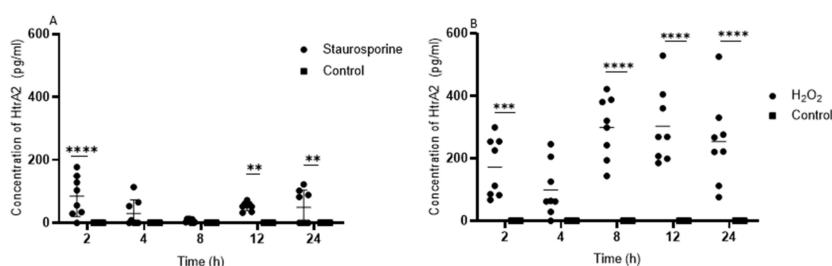 A
Concentration of HtrA2 (pg/ml)
600
400
200
0
****
**
**
2 4 8 12 24
Time (h)
Staurosporine
Control
B
Concentration of HtrA2 (pg/ml)
600
400
200
0
***
****
****
****
2 4 8 12 24
Time (h)
H₂O₂
Control